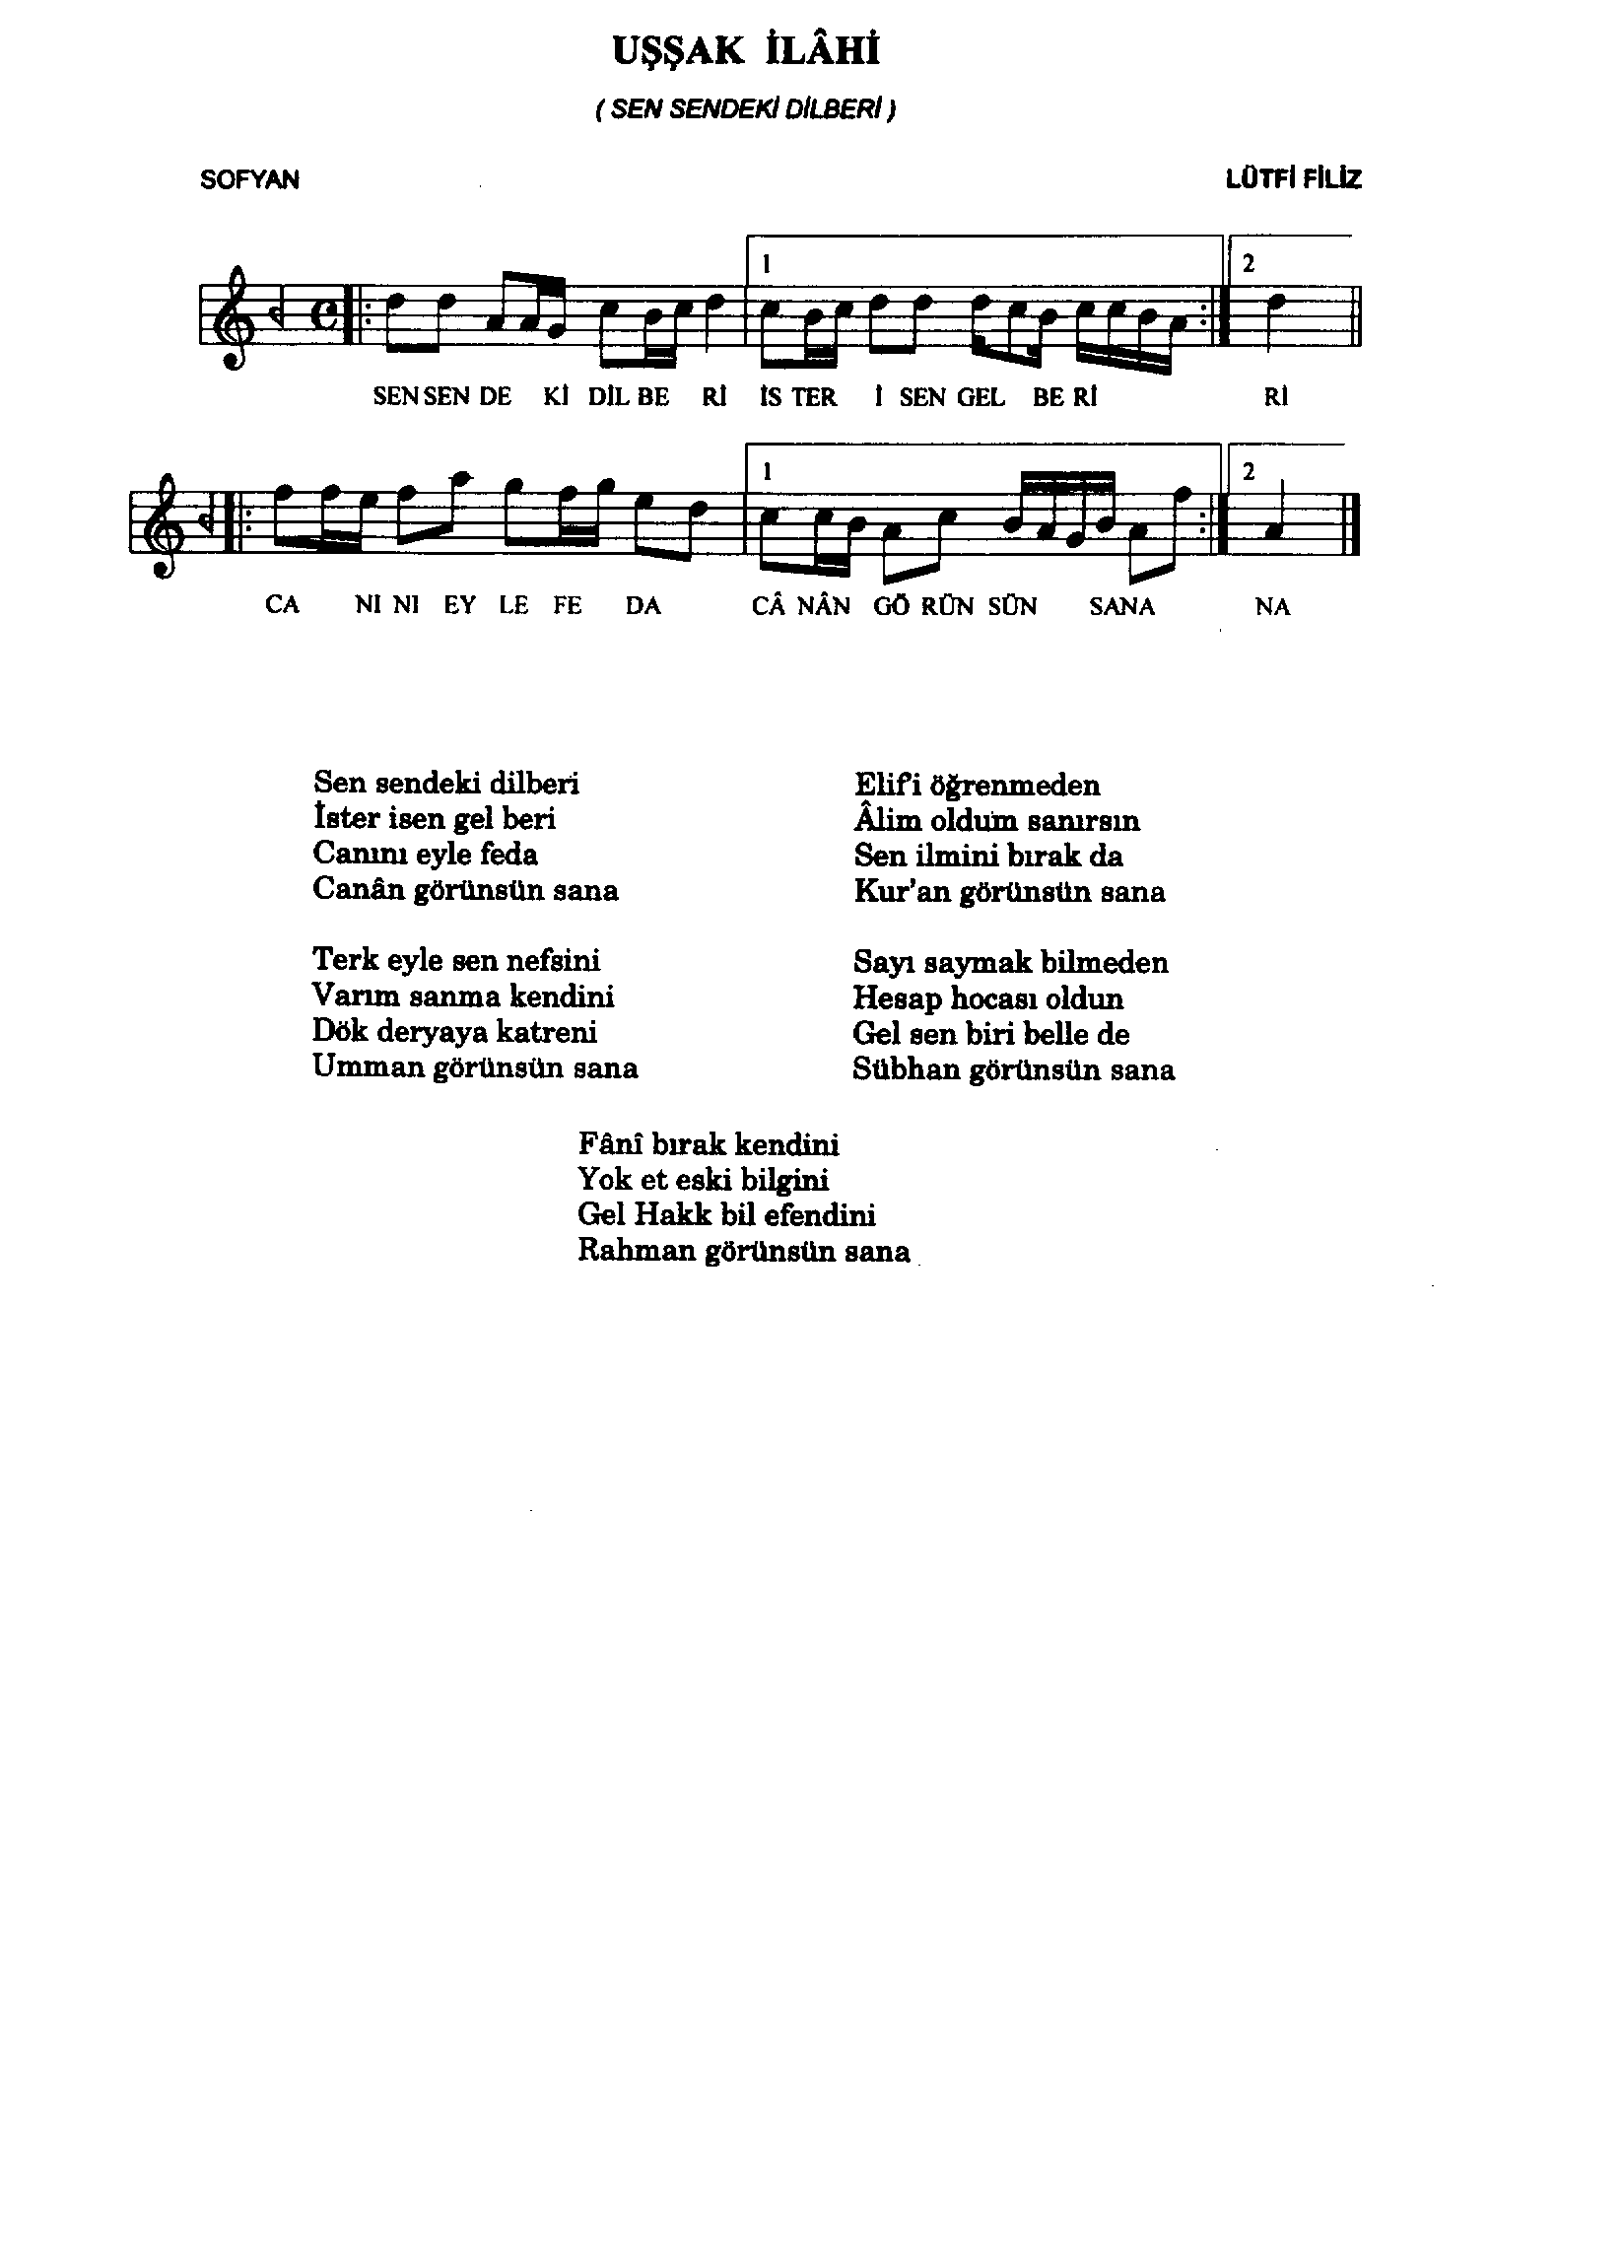 UŞŞAK İLÂHİ
( SEN SENDEKİ DİLBERİ )
SOFYAN
LÜTFİ FİLİZ
1 2
SEN SEN DE Kİ DİL BE Rİ İS TER İ SEN GEL BE Rİ Rİ
1 2
CA NI NI EY LE FE DA CÂ NÂN GÖ RÜN SÜN SANA NA
Sen sendeki dilberi
İster isen gel beri
Canını eyle feda
Canân görünsün sana
Terk eyle sen nefsini
Varım sanma kendini
Dök deryaya katreni
Umman görünsün sana
Elif'i öğrenmeden
Âlim oldum sanırsın
Sen ilmini bırak da
Kur'an görünsün sana
Sayı saymak bilmeden
Hesap hocası oldun
Gel sen biri belle de
Sübhan görünsün sana
Fânî bırak kendini
Yok et eski bilgini
Gel Hakk bil efendini
Rahman görünsün sana